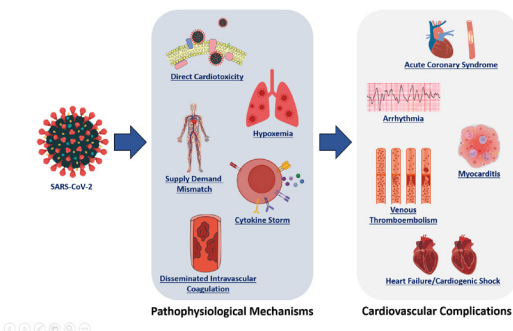 SARS-CoV-2
Direct Cardiotoxicity
Hypoxemia
Supply Demand
Mismatch
Cytokine Storm
Disseminated Intravascular
Coagulation
Pathophysiological Mechanisms
Acute Coronary Syndrome
Arrhythmia
Myocarditis
Venous
Thromboembolism
Heart Failure/Cardiogenic Shock
Cardiovascular Complications